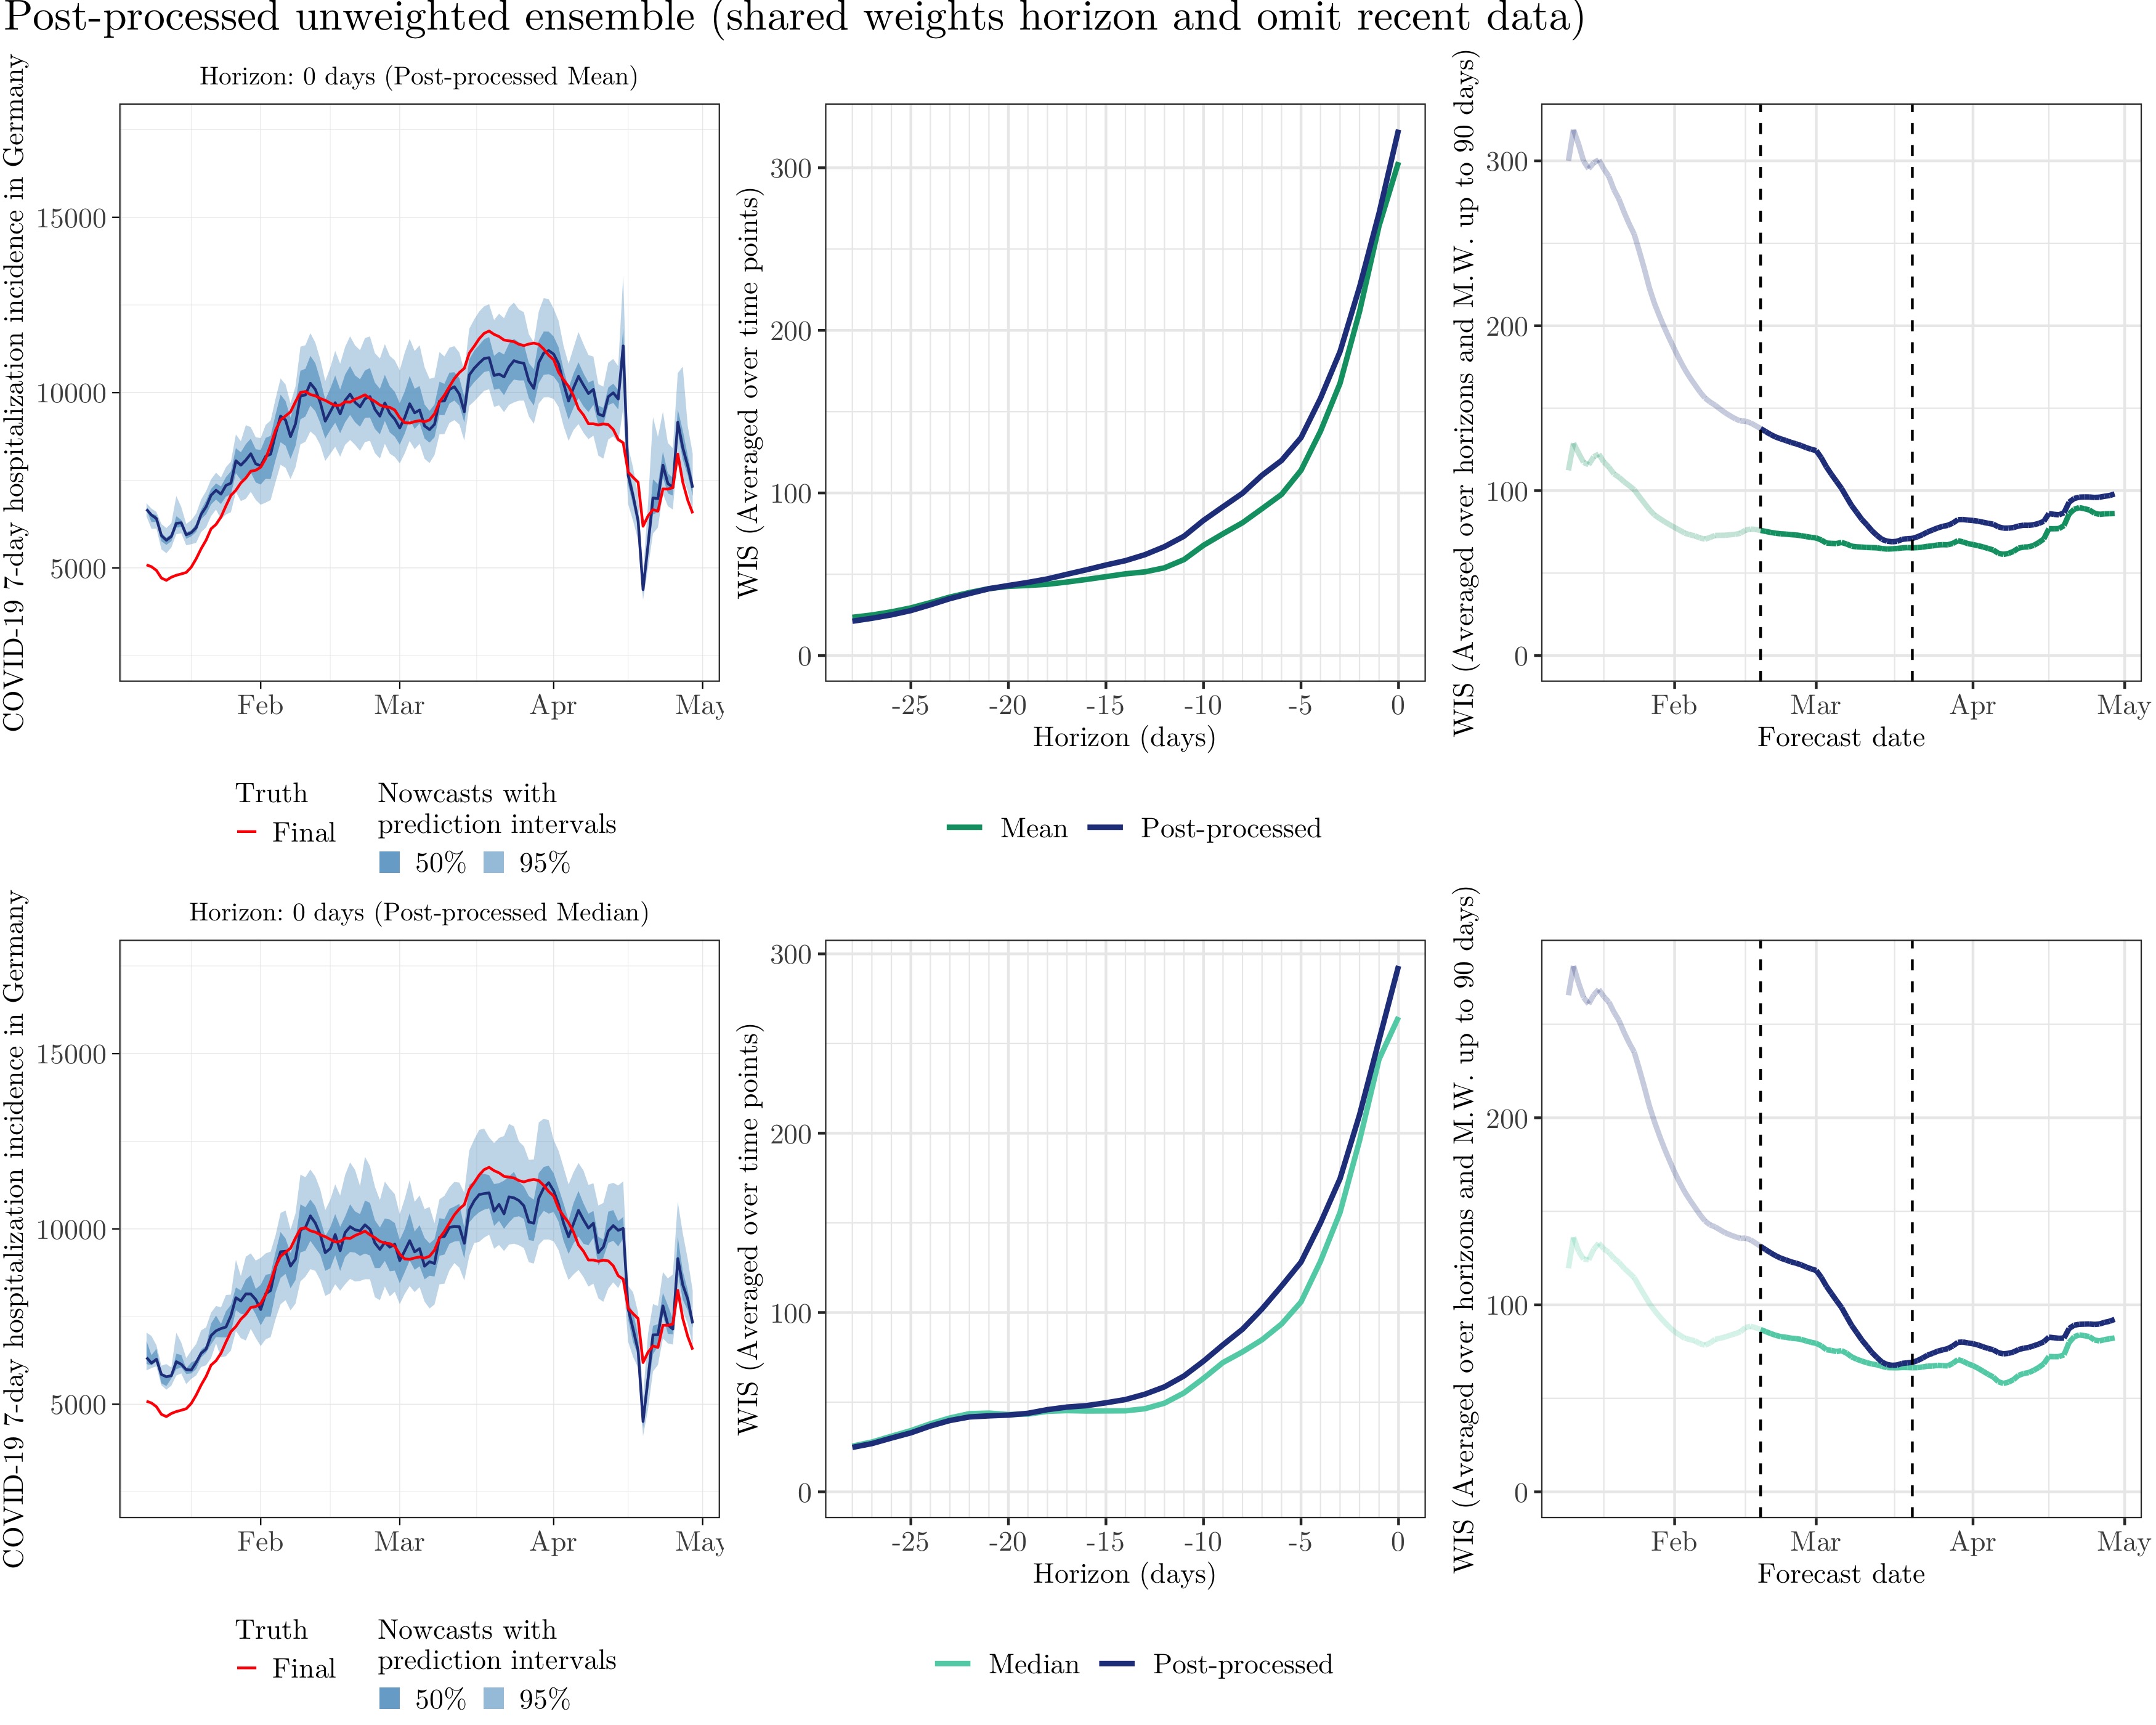 Post-processed unweighted ensemble (shared weights horizon and omit recent data)
Horizon: 0 days (Post-processed Mean)
COVID-19 7-day hospitalization incidence in Germany
15000
10000
5000
Feb
Mar
Apr
May
Truth
Final
Nowcasts with
prediction intervals
50%
95%
WIS (Averaged over time points)
300
200
100
0
-25
-20
-15
-10
-5
0
Horizon (days)
Mean
Post-processed
WIS (Averaged over horizons and M.W. up to 90 days)
300
200
100
0
Feb
Mar
Apr
May
Forecast date
Horizon: 0 days (Post-processed Median)
COVID-19 7-day hospitalization incidence in Germany
15000
10000
5000
Feb
Mar
Apr
May
Truth
Final
Nowcasts with
prediction intervals
50%
95%
WIS (Averaged over time points)
300
200
100
0
-25
-20
-15
-10
-5
0
Horizon (days)
Median
Post-processed
WIS (Averaged over horizons and M.W. up to 90 days)
200
100
0
Feb
Mar
Apr
May
Forecast date